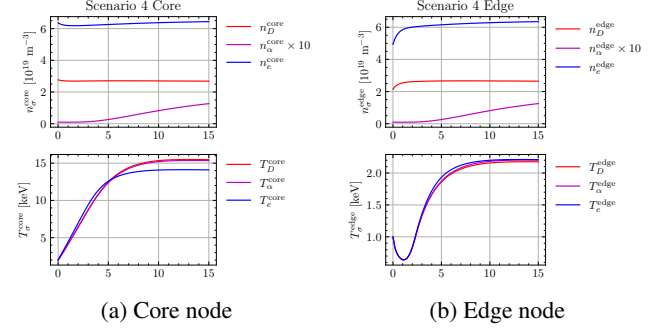 Scenario 4 Core
n_σ^core [10^19 m^−3]
6
4
2
0
0 5 10 15
n_D^core
n_α^core × 10
n_e^core
T_σ^core [keV]
15
10
5
0 5 10 15
T_D^core
T_α^core
T_e^core
(a) Core node
Scenario 4 Edge
n_σ^edge [10^19 m^−3]
6
4
2
0
0 5 10 15
n_D^edge
n_α^edge × 10
n_e^edge
T_σ^edge [keV]
2.0
1.5
1.0
0 5 10 15
T_D^edge
T_α^edge
T_e^edge
(b) Edge node